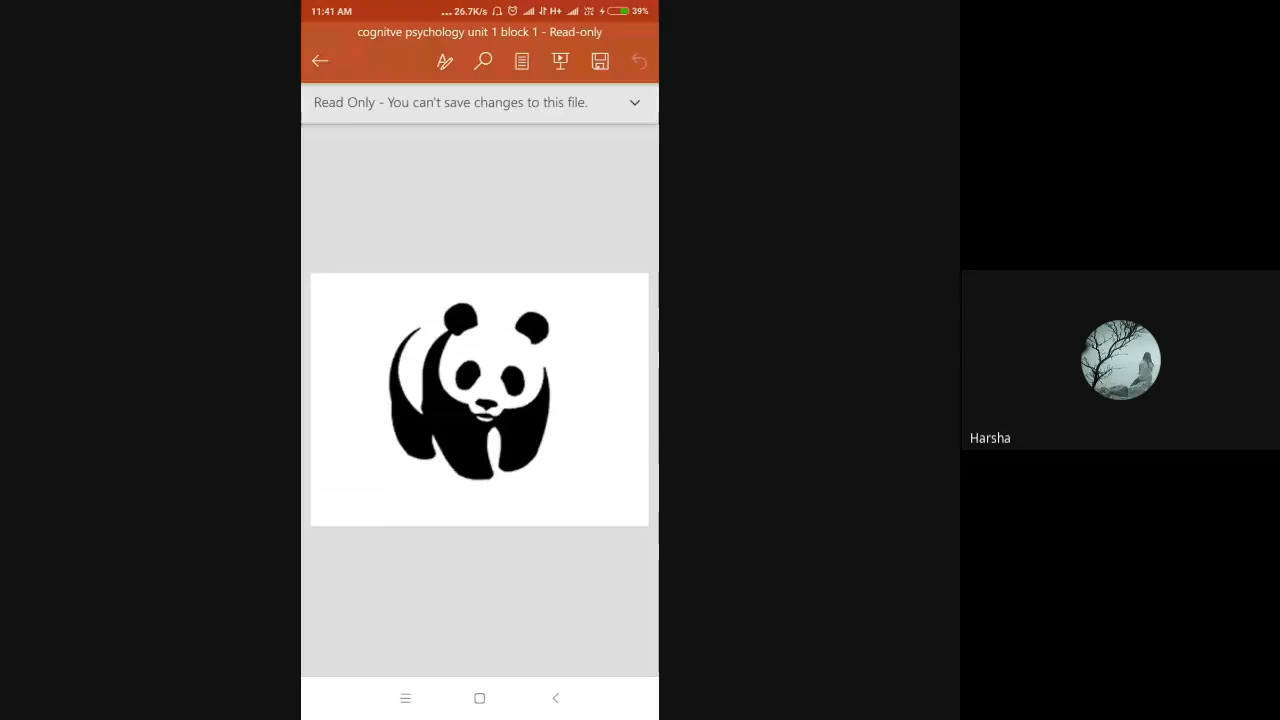 11:41 AM
... 26.7K/s H+ 39%
cognitve psychology unit 1 block 1 - Read-only
Read Only - You can't save changes to this file.
Harsha